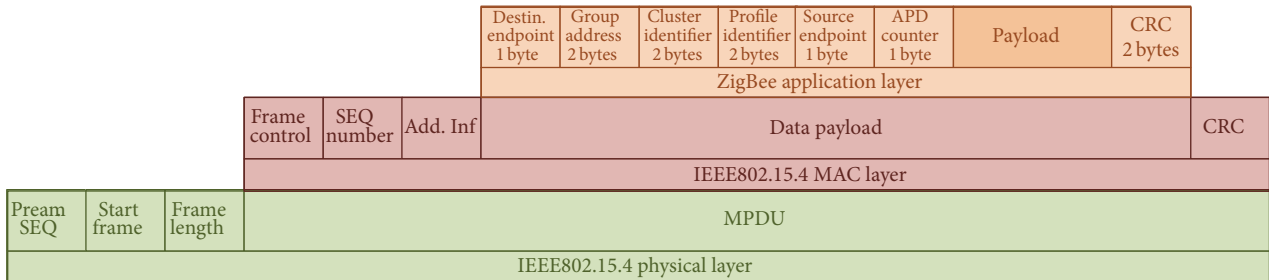 Destin. endpoint 1 byte
Group address 2 bytes
Cluster identifier 2 bytes
Profile identifier 2 bytes
Source endpoint 1 byte
APD counter 1 byte
Payload
CRC 2 bytes
ZigBee application layer
Frame control
SEQ number
Add. Inf
Data payload
CRC
IEEE802.15.4 MAC layer
Pream SEQ
Start frame
Frame length
MPDU
IEEE802.15.4 physical layer